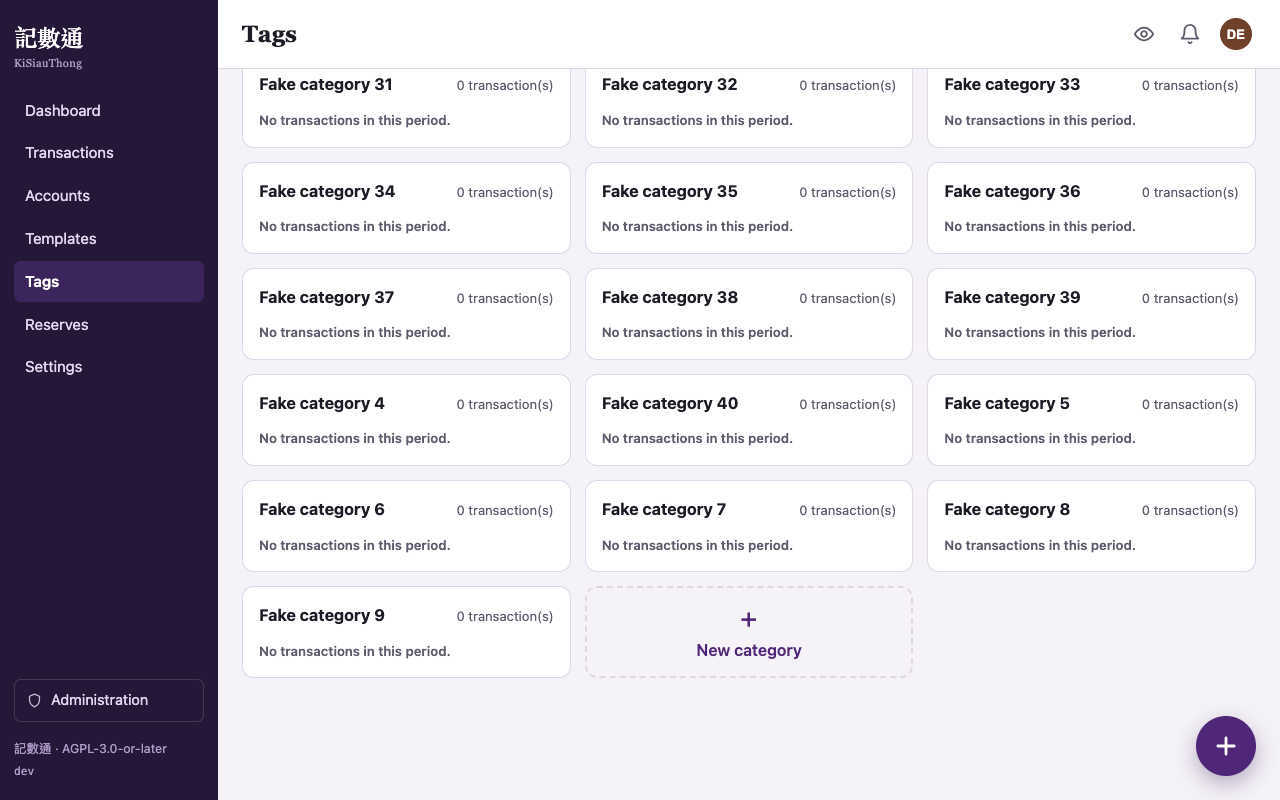 記數通
KiSiauThong
Dashboard
Transactions
Accounts
Templates
Tags
Reserves
Settings
Administration
記數通 · AGPL-3.0-or-later
dev
Tags
DE
Fake category 31 0 transaction(s)
No transactions in this period.
Fake category 32 0 transaction(s)
No transactions in this period.
Fake category 33 0 transaction(s)
No transactions in this period.
Fake category 34 0 transaction(s)
No transactions in this period.
Fake category 35 0 transaction(s)
No transactions in this period.
Fake category 36 0 transaction(s)
No transactions in this period.
Fake category 37 0 transaction(s)
No transactions in this period.
Fake category 38 0 transaction(s)
No transactions in this period.
Fake category 39 0 transaction(s)
No transactions in this period.
Fake category 4 0 transaction(s)
No transactions in this period.
Fake category 40 0 transaction(s)
No transactions in this period.
Fake category 5 0 transaction(s)
No transactions in this period.
Fake category 6 0 transaction(s)
No transactions in this period.
Fake category 7 0 transaction(s)
No transactions in this period.
Fake category 8 0 transaction(s)
No transactions in this period.
Fake category 9 0 transaction(s)
No transactions in this period.
+
New category
+